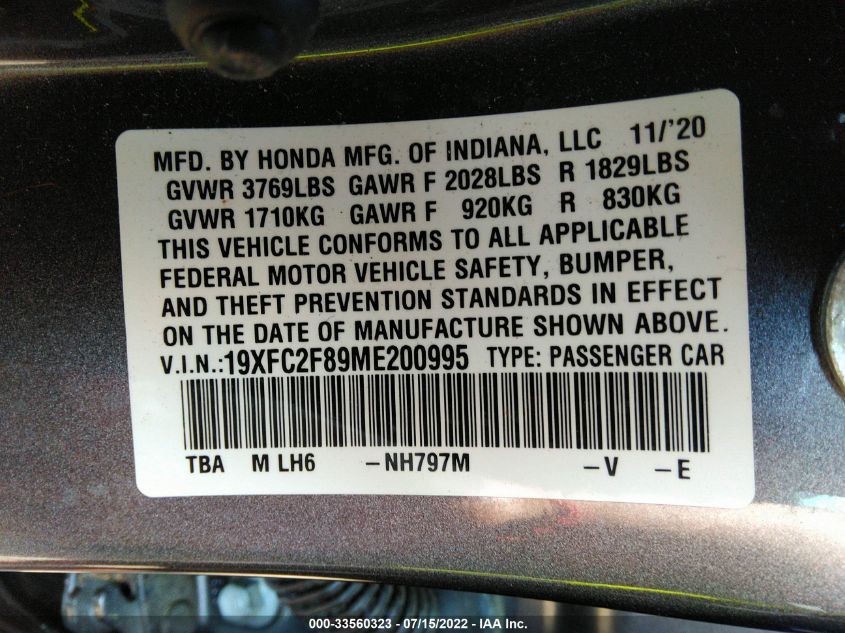 MFD. BY HONDA MFG. OF INDIANA, LLC 11/'20
GVWR 3769LBS GAWR F 2028LBS R 1829LBS
GVWR 1710KG GAWR F 920KG R 830KG
THIS VEHICLE CONFORMS TO ALL APPLICABLE
FEDERAL MOTOR VEHICLE SAFETY, BUMPER,
AND THEFT PREVENTION STANDARDS IN EFFECT
ON THE DATE OF MANUFACTURE SHOWN ABOVE.
V.I.N.:19XFC2F89ME200995 TYPE: PASSENGER CAR
TBA M LH6 -NH797M -V -E
000-33560323 - 07/15/2022 - IAA Inc.